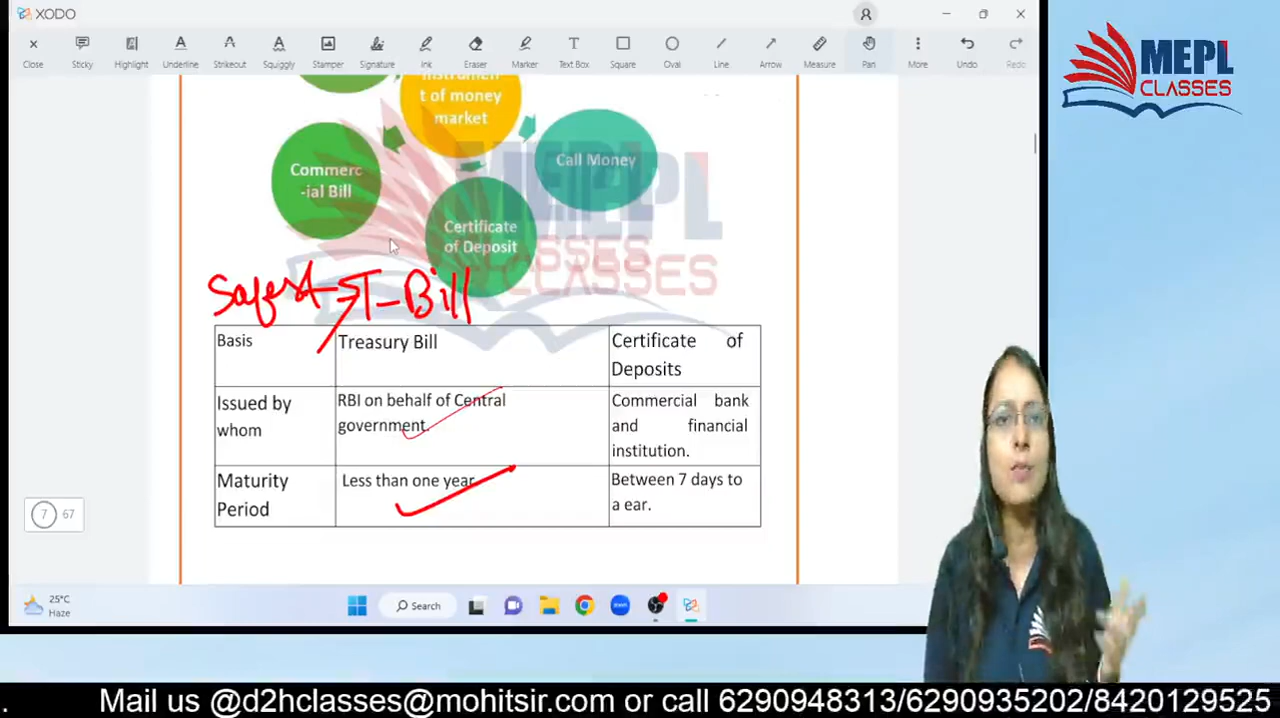 XODO
Close
Sticky
Highlight
Underline
Strikeout
Squiggly
Stamper
Signature
Ink
Eraser
Marker
Text Box
Square
Oval
Line
Arrow
Measure
Pan
More
Undo
Redo
MEPL
CLASSES
t of money
market
Call Money
Commerc
-ial Bill
Certificate
of Deposit
MEPL
CLASSES
Safest T-Bill
Basis
Treasury Bill
Certificate of
Deposits
Issued by
whom
RBI on behalf of Central
government.
Commercial bank
and financial
institution.
Maturity
Period
Less than one year
Between 7 days to
a ear.
7 67
25°C
Haze
Search
zoom
. Mail us @d2hclasses@mohitsir.com or call 6290948313/6290935202/8420129525